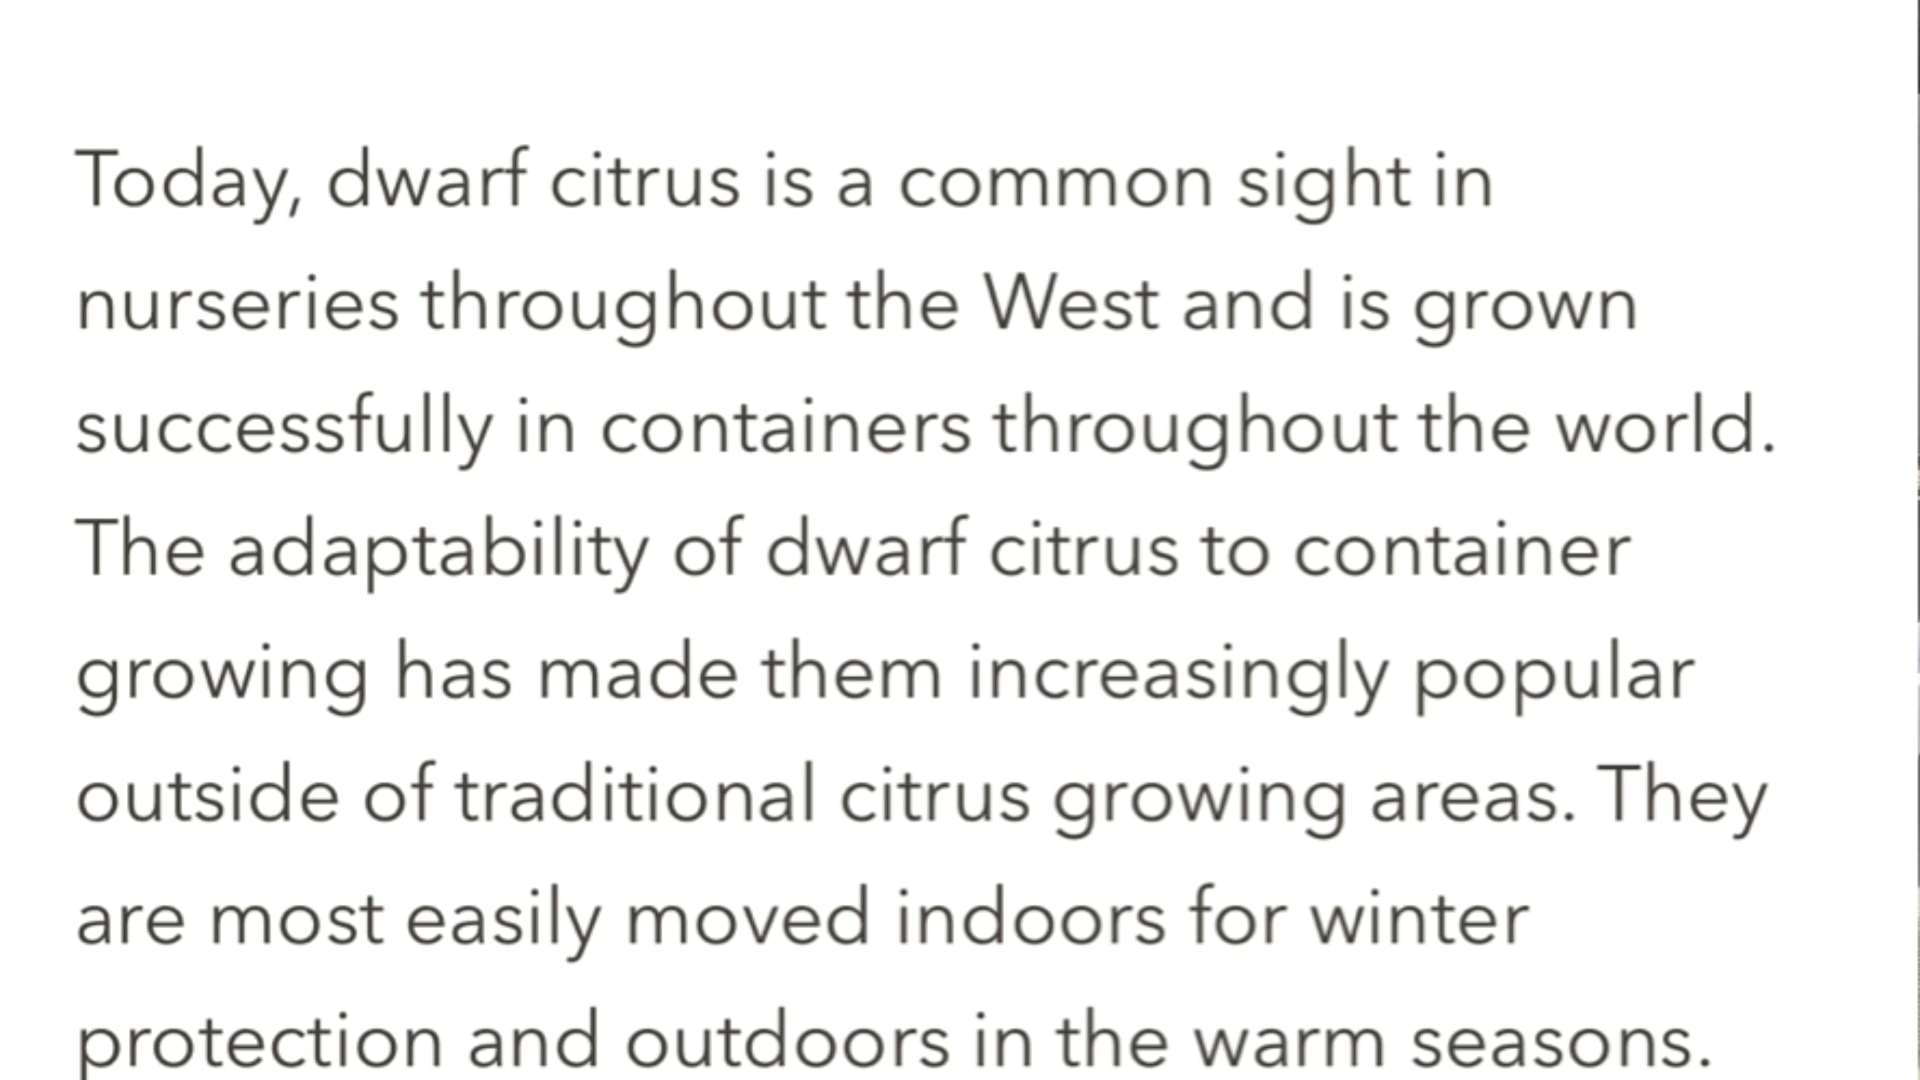 Today, dwarf citrus is a common sight in
nurseries throughout the West and is grown
successfully in containers throughout the world.
The adaptability of dwarf citrus to container
growing has made them increasingly popular
outside of traditional citrus growing areas. They
are most easily moved indoors for winter
protection and outdoors in the warm seasons.